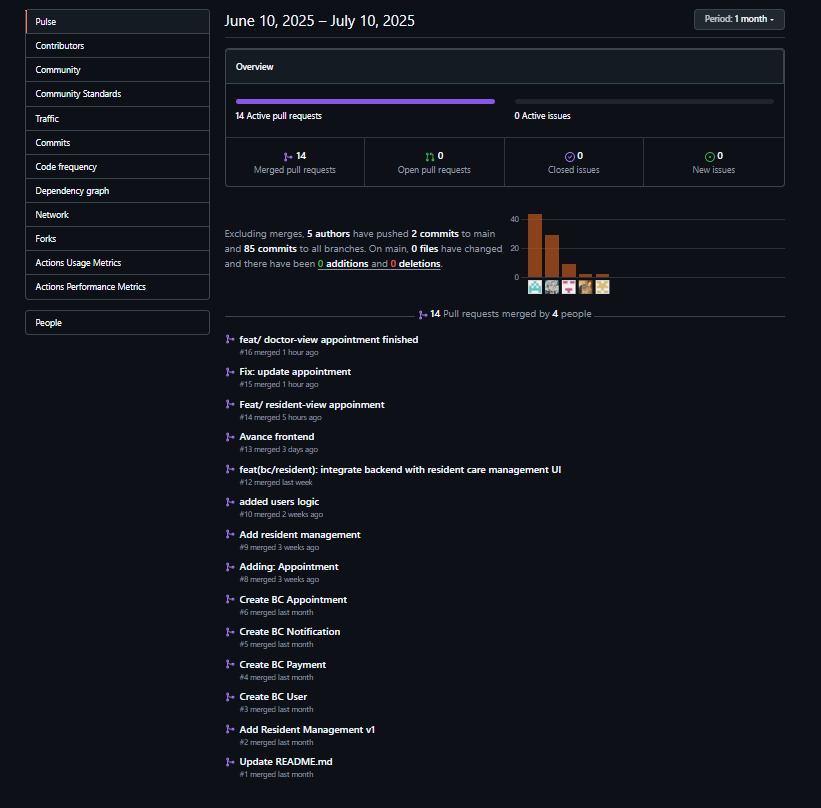 Pulse
Contributors
Community
Community Standards
Traffic
Commits
Code frequency
Dependency graph
Network
Forks
Actions Usage Metrics
Actions Performance Metrics
People
June 10, 2025 – July 10, 2025
Period: 1 month
Overview
14 Active pull requests
0 Active issues
14
Merged pull requests
0
Open pull requests
0
Closed issues
0
New issues
Excluding merges, 5 authors have pushed 2 commits to main
and 85 commits to all branches. On main, 0 files have changed
and there have been 0 additions and 0 deletions.
40
20
0
14 Pull requests merged by 4 people
feat/ doctor-view appointment finished
#16 merged 1 hour ago
Fix: update appointment
#15 merged 1 hour ago
Feat/ resident-view appoinment
#14 merged 5 hours ago
Avance frontend
#13 merged 3 days ago
feat(bc/resident): integrate backend with resident care management UI
#12 merged last week
added users logic
#10 merged 2 weeks ago
Add resident management
#9 merged 3 weeks ago
Adding: Appointment
#8 merged 3 weeks ago
Create BC Appointment
#6 merged last month
Create BC Notification
#5 merged last month
Create BC Payment
#4 merged last month
Create BC User
#3 merged last month
Add Resident Management v1
#2 merged last month
Update README.md
#1 merged last month